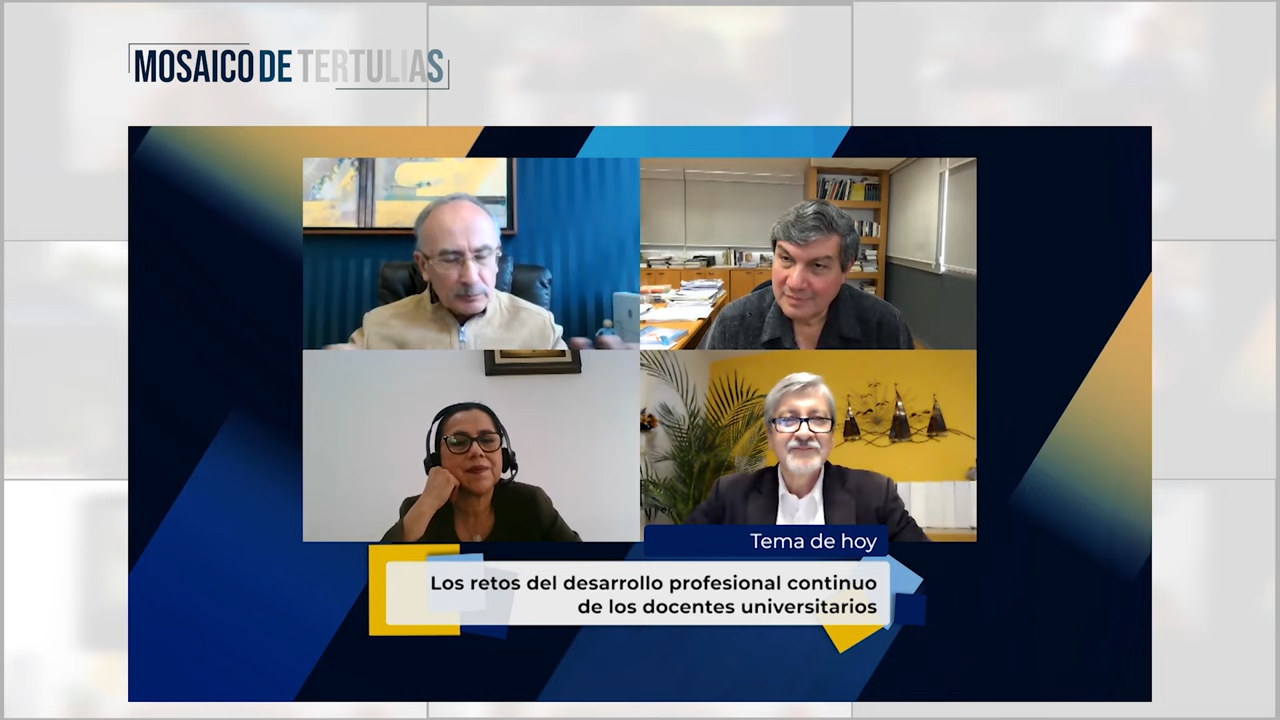 MOSAICO DE TERTULIAS
Tema de hoy
Los retos del desarrollo profesional continuo
de los docentes universitarios